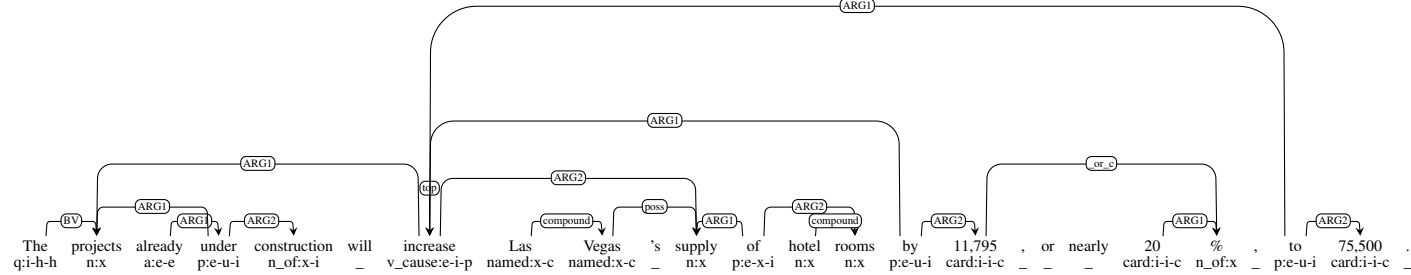 ARG1
ARG1
ARG1 _or_c
top ARG2
BV ARG1 ARG1 ARG2 compound poss ARG1 ARG2 compound ARG2 ARG1 ARG2
The projects already under construction will increase Las Vegas 's supply of hotel rooms by 11,795 , or nearly 20 % , to 75,500 .
q:i-h-h n:x a:e-e p:e-u-i n_of:x-i _ v_cause:e-i-p named:x-c named:x-c _ n:x p:e-x-i n:x n:x p:e-u-i card:i-i-c _ _ _ card:i-i-c n_of:x _ p:e-u-i card:i-i-c _